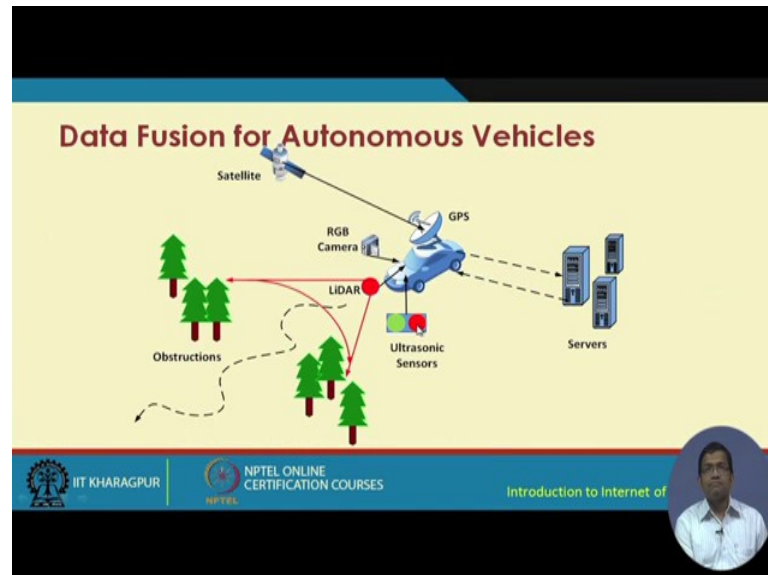 Data Fusion for Autonomous Vehicles
Satellite
GPS
RGB
Camera
LiDAR
Obstructions
Ultrasonic
Sensors
Servers
IIT KHARAGPUR
NPTEL
NPTEL ONLINE
CERTIFICATION COURSES
Introduction to Internet of